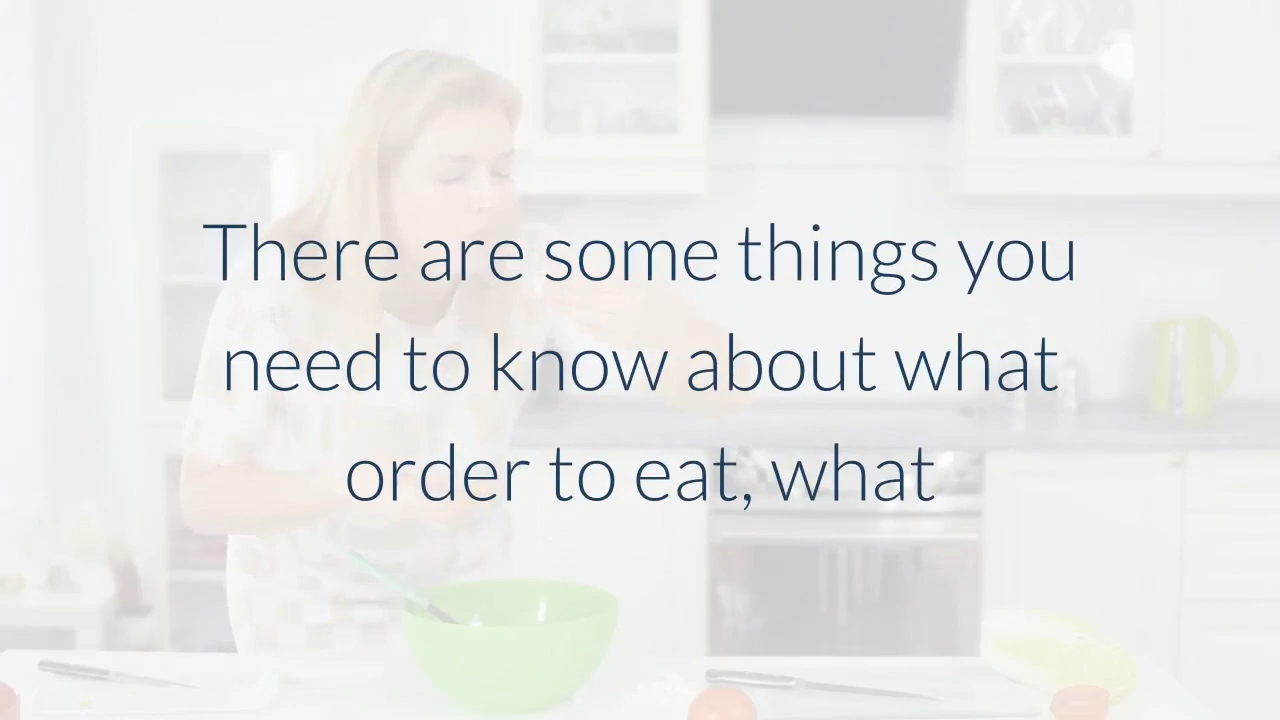 There are some things you
need to know about what
order to eat, what